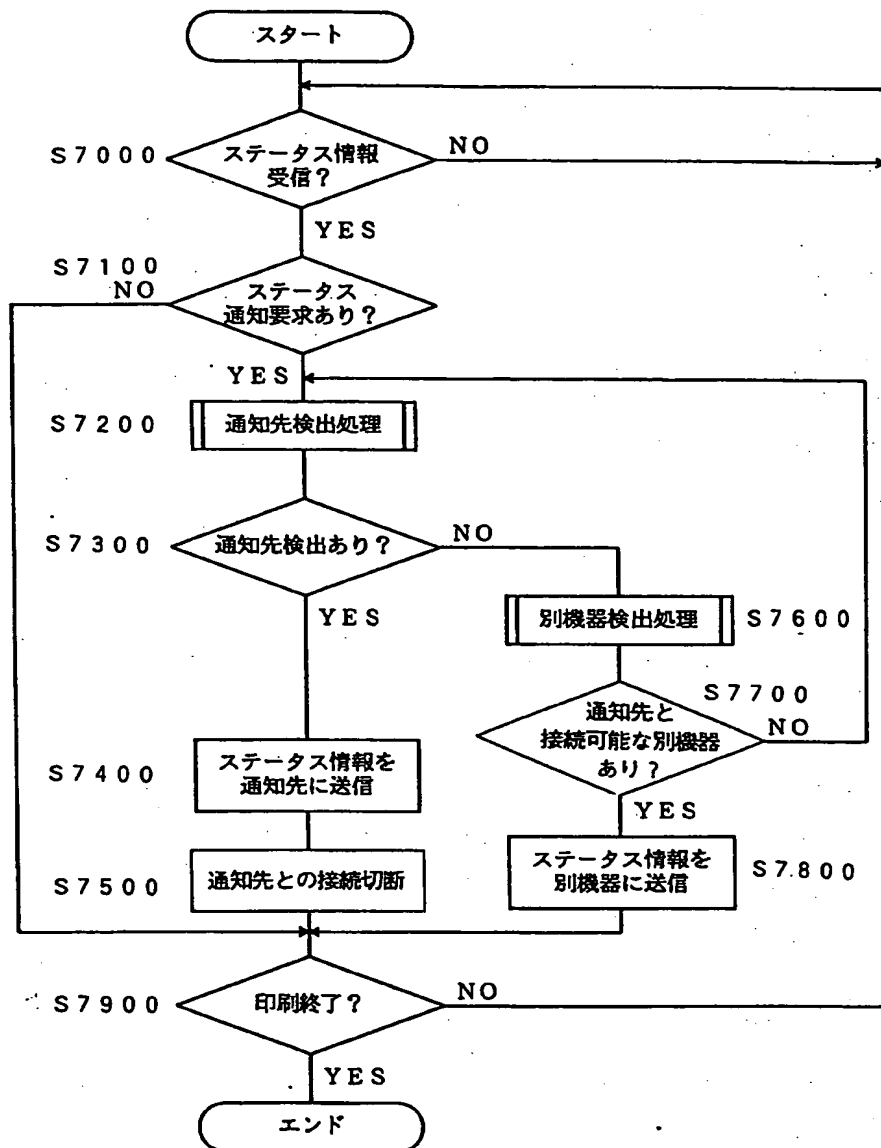 スタート
S7000
ステータス情報
受信？
NO
YES
S7100
NO
ステータス
通知要求あり？
YES
S7200
通知先検出処理
S7300
通知先検出あり？
NO
YES
別機器検出処理
S7600
S7700
通知先と
接続可能な別機器
あり？
NO
YES
S7400
ステータス情報を
通知先に送信
ステータス情報を
別機器に送信
S7.800
S7500
通知先との接続切断
S7900
印刷終了？
NO
YES
エンド